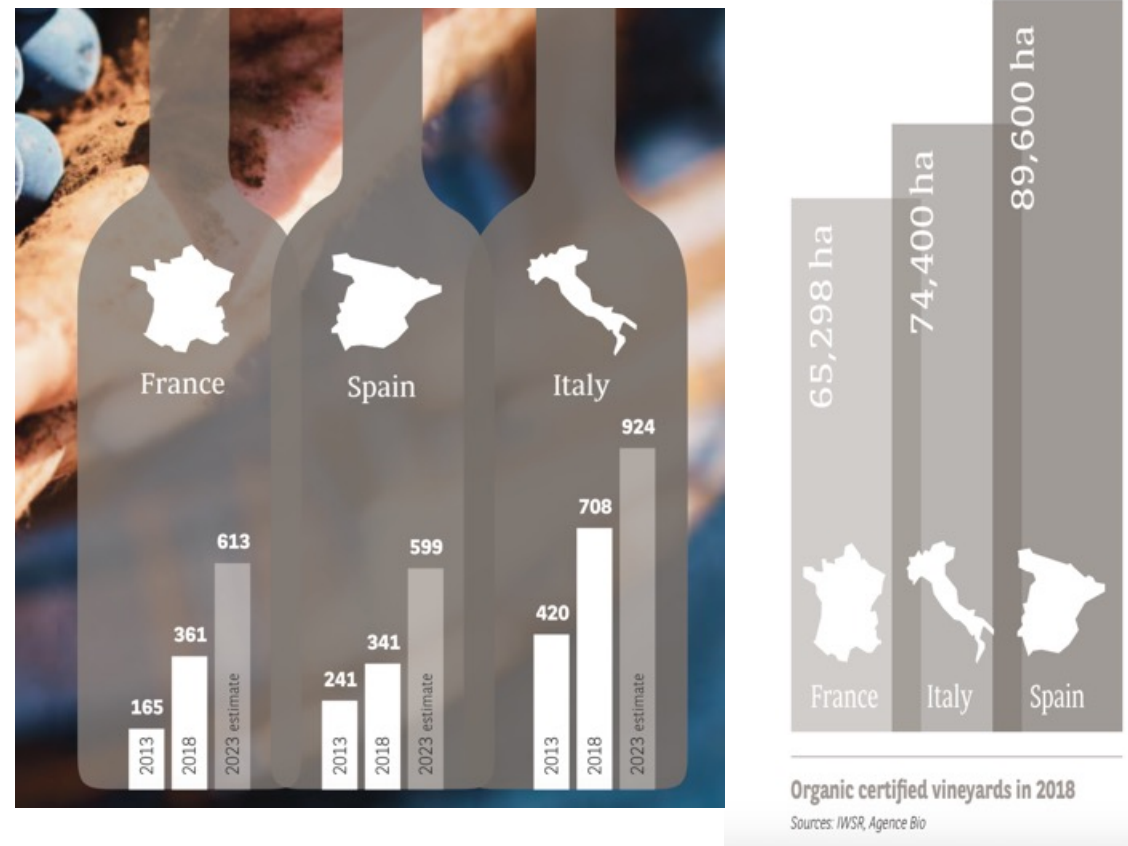 France
165
2013
361
2018
613
2023 estimate
Spain
241
2013
341
2018
599
2023 estimate
Italy
420
2013
708
2018
924
2023 estimate
65,298 ha
France
74,400 ha
Italy
89,600 ha
Spain
Organic certified vineyards in 2018
Sources: IWSR, Agence Bio